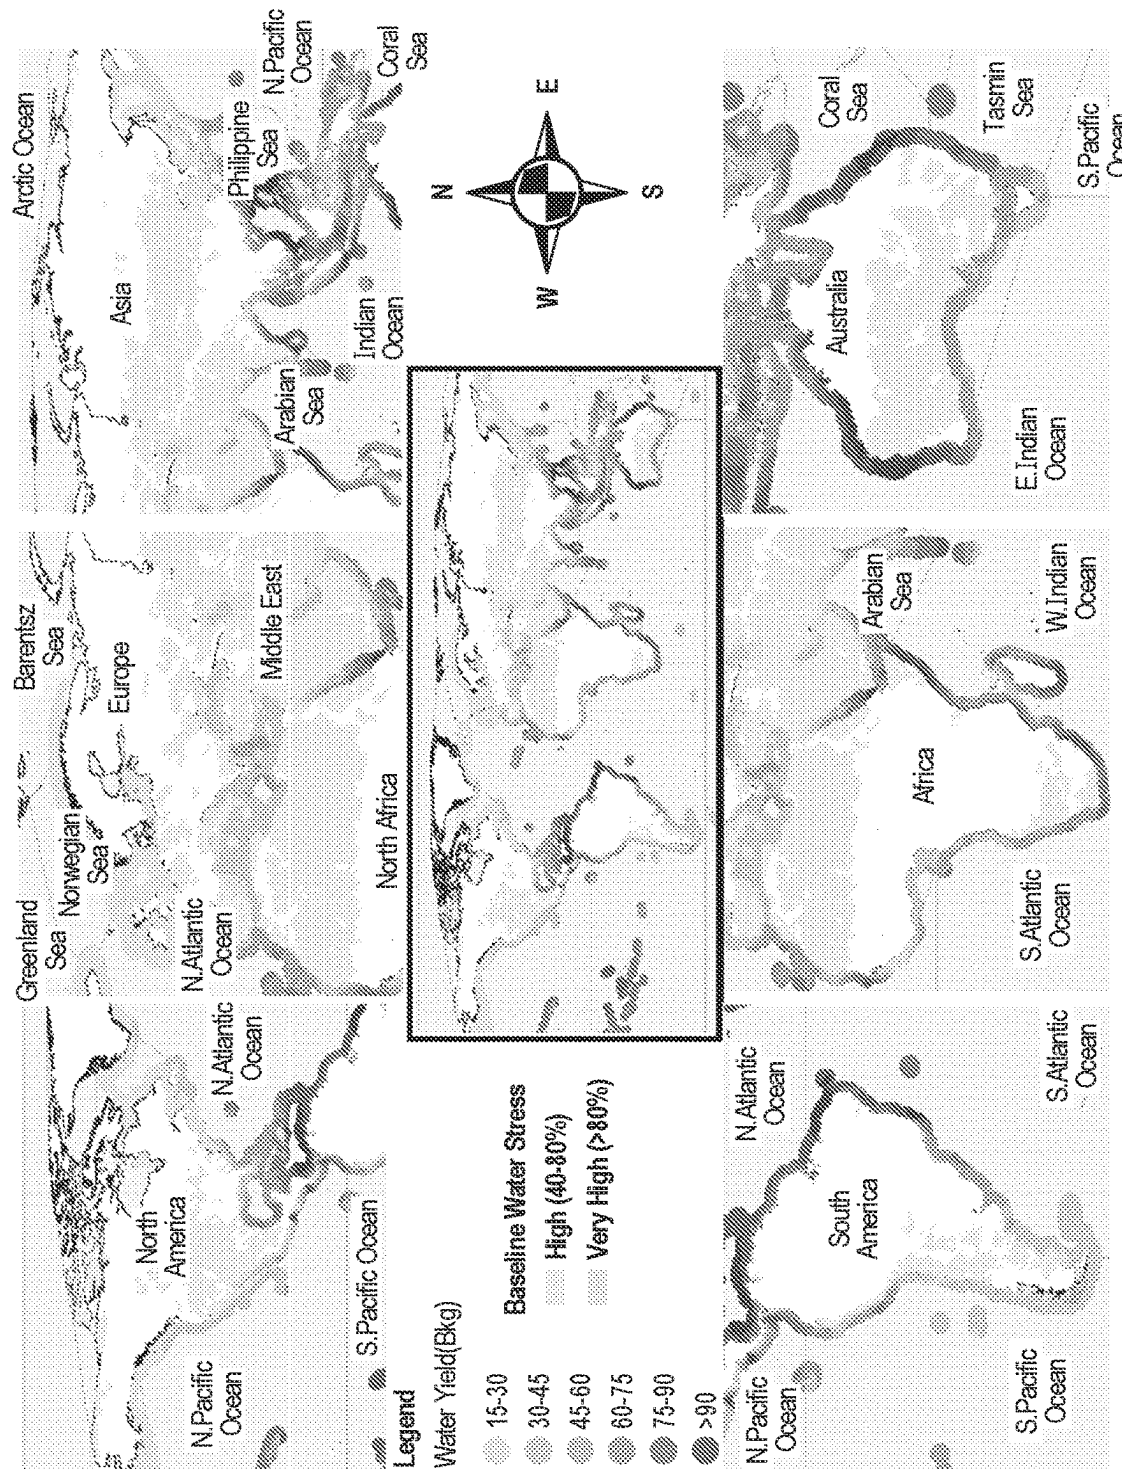 Arctic Ocean
Asia
Philippine
Sea
N.Pacific
Ocean
Coral
Sea
Arabian
Sea
Indian
Ocean
Barentsz
Sea
Greenland
Sea
Norwegian
Sea
Europe
N.Atlantic
Ocean
Middle East
North Africa
North
America
N.Atlantic
Ocean
N.Pacific
Ocean
S.Pacific Ocean
N
E
S
W
Legend
Water Yield(Bkg)
15-30
30-45
45-60
60-75
75-90
>90
Baseline Water Stress
High (40-80%)
Very High (>80%)
N.Atlantic
Ocean
South
America
N.Pacific
Ocean
S.Pacific
Ocean
S.Atlantic
Ocean
Arabian
Sea
Africa
S.Atlantic
Ocean
W.Indian
Ocean
Coral
Sea
Australia
Tasmin
Sea
E.Indian
Ocean
S.Pacific
Ocean